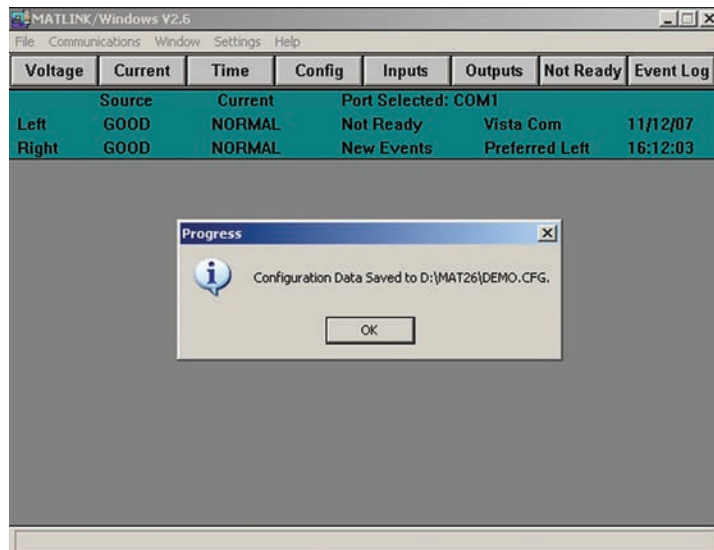 MATLINK/Windows V2.6
File Communications Window Settings Help
Voltage Current Time Config Inputs Outputs Not Ready Event Log
Source Current Port Selected: COM1
Left GOOD NORMAL Not Ready Vista Com 11/12/07
Right GOOD NORMAL New Events Preferred Left 16:12:03
Progress
Configuration Data Saved to D:\MAT26\DEMO.CFG.
OK